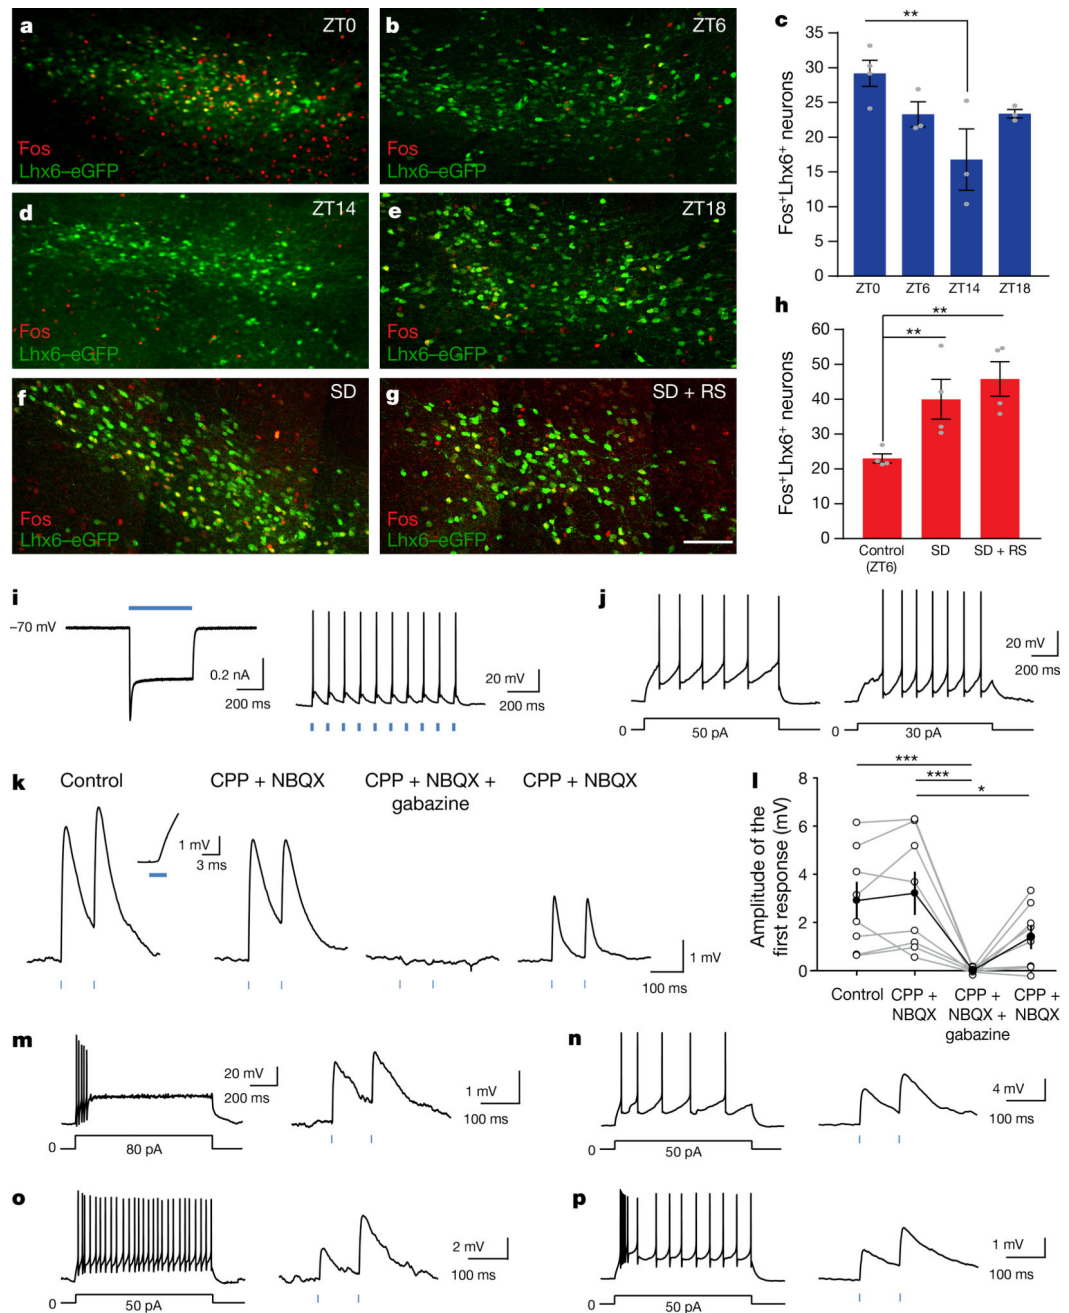 a
ZT0
Fos
Lhx6–eGFP
b
ZT6
Fos
Lhx6–eGFP
c
**
35
30
25
20
15
10
5
0
Fos+Lhx6+ neurons
ZT0
ZT6
ZT14
ZT18
d
ZT14
Fos
Lhx6–eGFP
e
ZT18
Fos
Lhx6–eGFP
f
SD
Fos
Lhx6–eGFP
g
SD + RS
Fos
Lhx6–eGFP
h
**
**
60
50
40
30
20
10
0
Fos+Lhx6+ neurons
Control
(ZT6)
SD
SD + RS
i
–70 mV
0.2 nA
200 ms
20 mV
200 ms
j
20 mV
200 ms
0
50 pA
0
30 pA
k
Control
1 mV
3 ms
CPP + NBQX
CPP + NBQX +
gabazine
CPP + NBQX
1 mV
100 ms
l
***
***
*
8
6
4
2
0
Amplitude of the
first response (mV)
Control
CPP +
NBQX
CPP +
NBQX +
gabazine
CPP +
NBQX
m
20 mV
200 ms
0
80 pA
1 mV
100 ms
n
0
50 pA
4 mV
100 ms
o
0
50 pA
2 mV
100 ms
p
0
50 pA
1 mV
100 ms